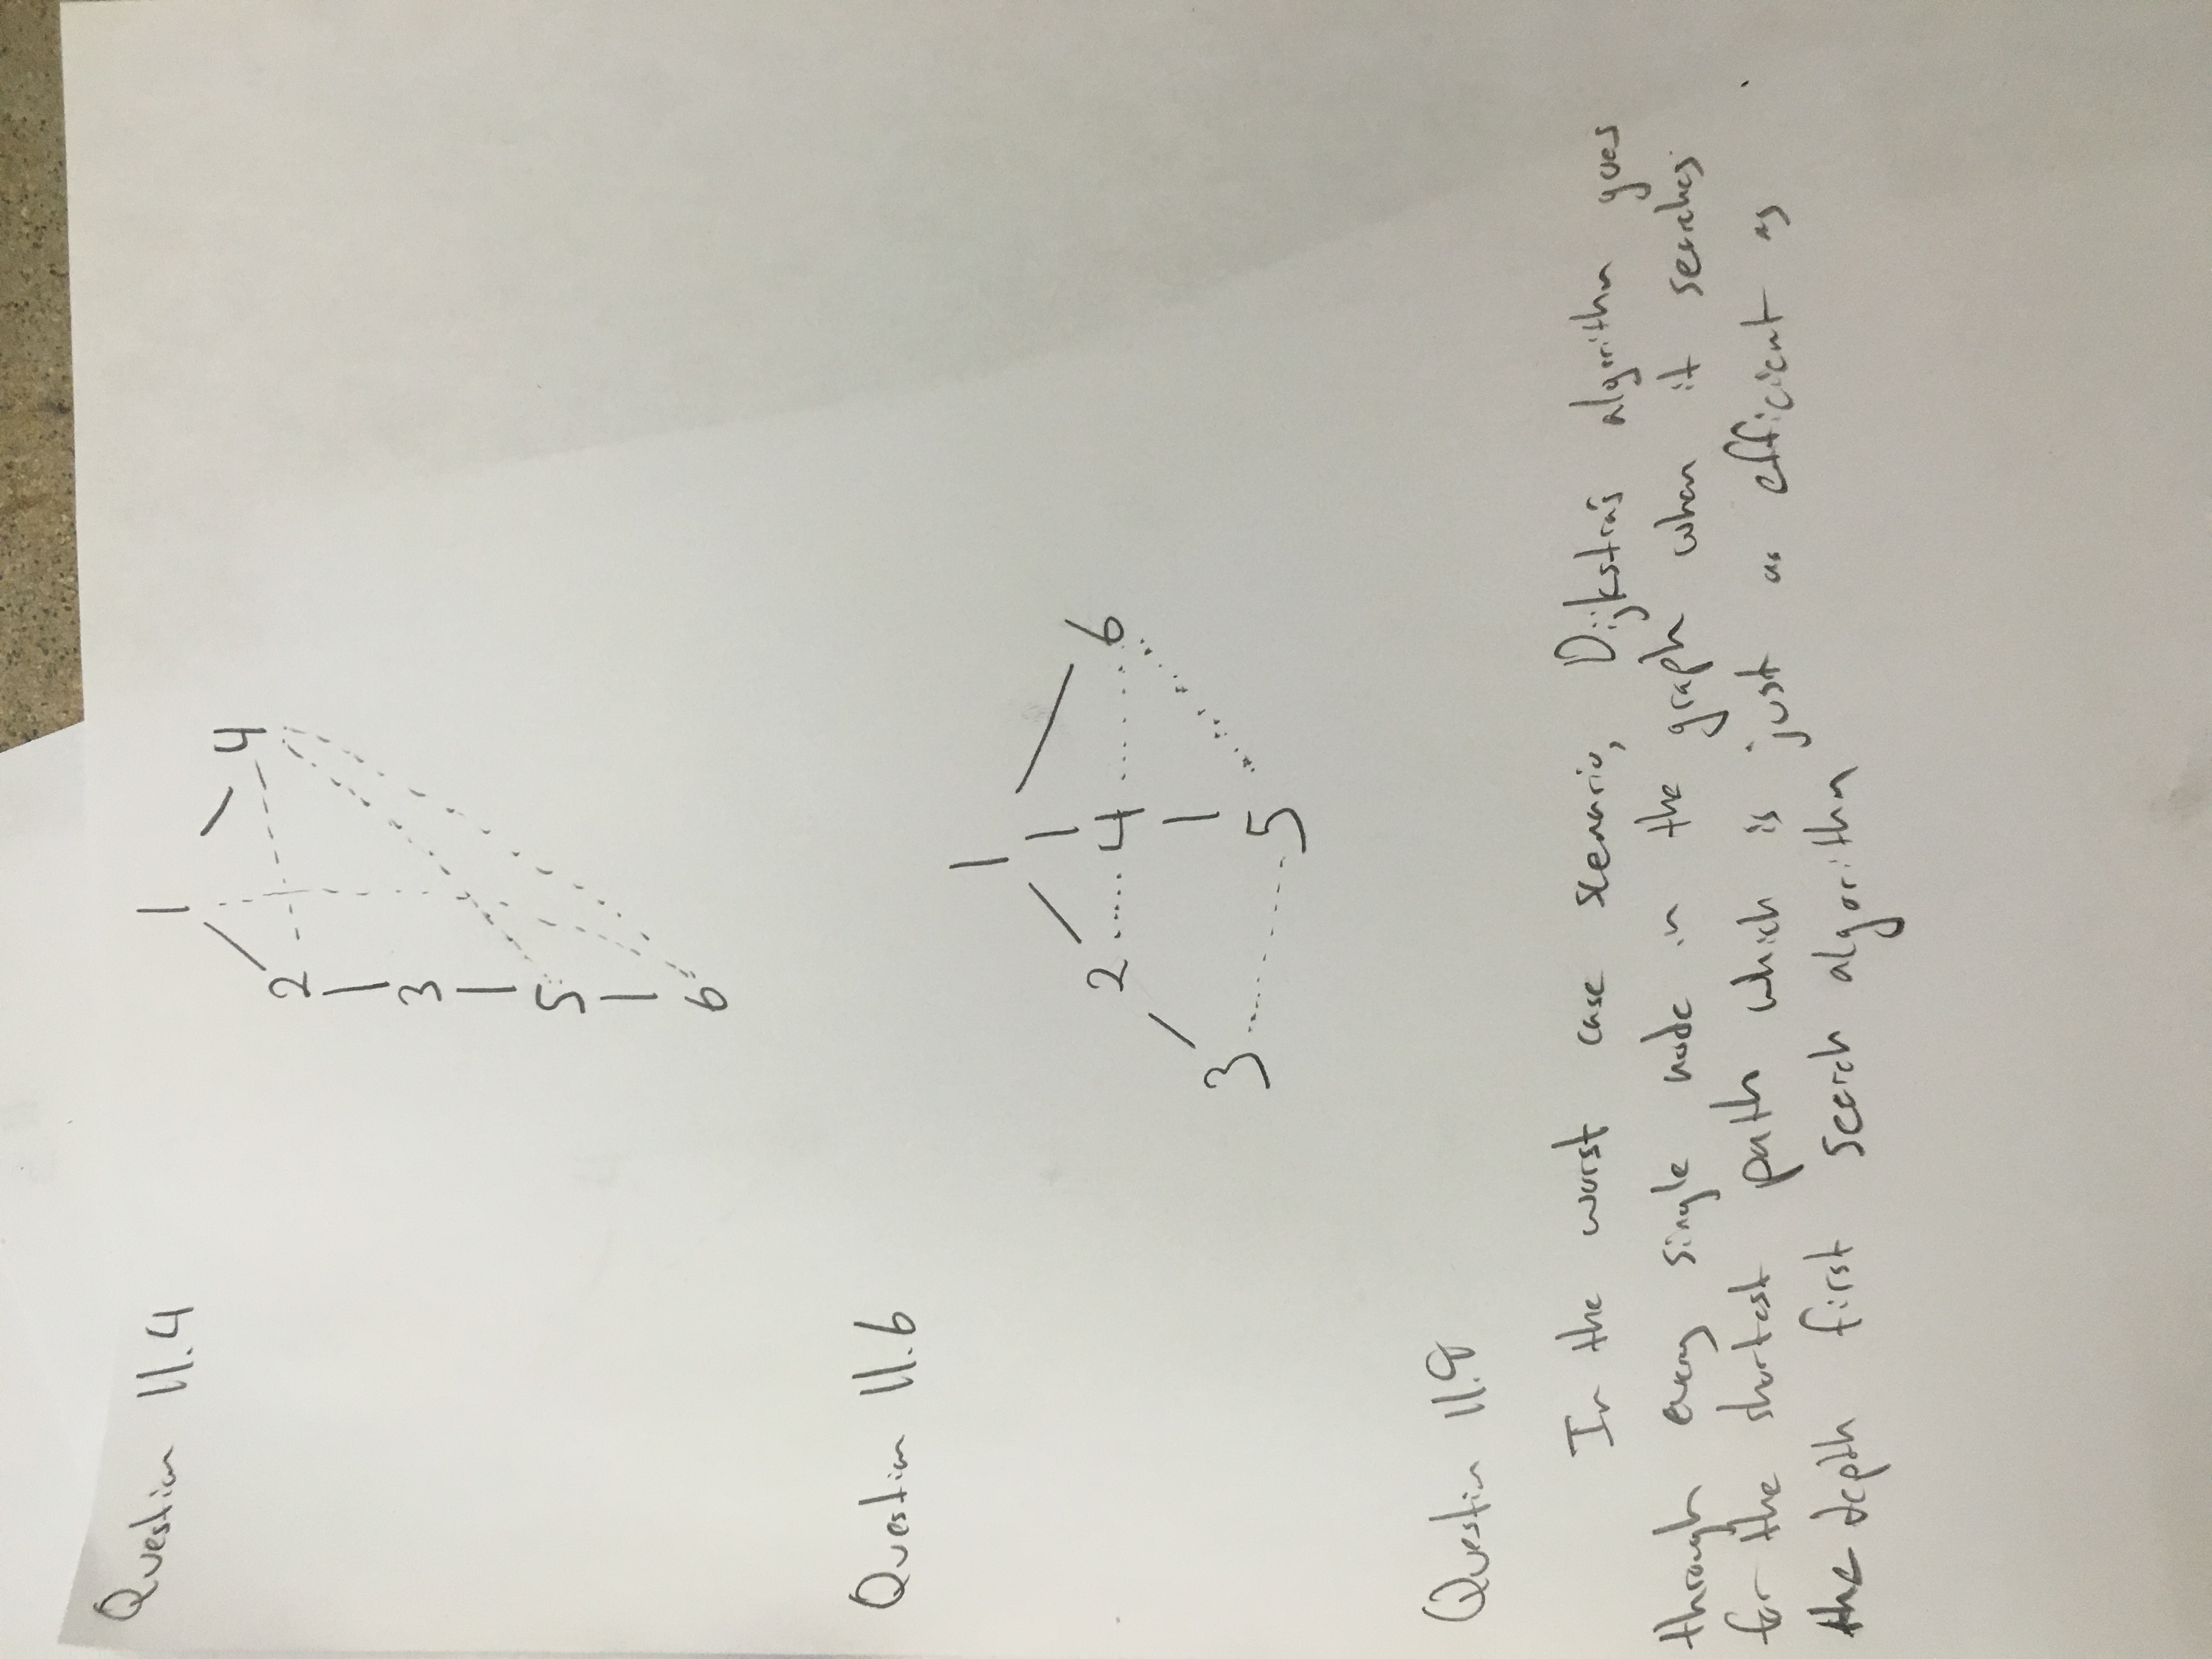 Question 11.4
1
4
2
3
5
6
Question 11.6
1
2 4 6
3 5
Questin 11.8
In the worst case scenario, Dijkstra's algorithm goes
through every single node in the graph when it searches
for the shortest path which is just as efficient as
the depth first search algorithm